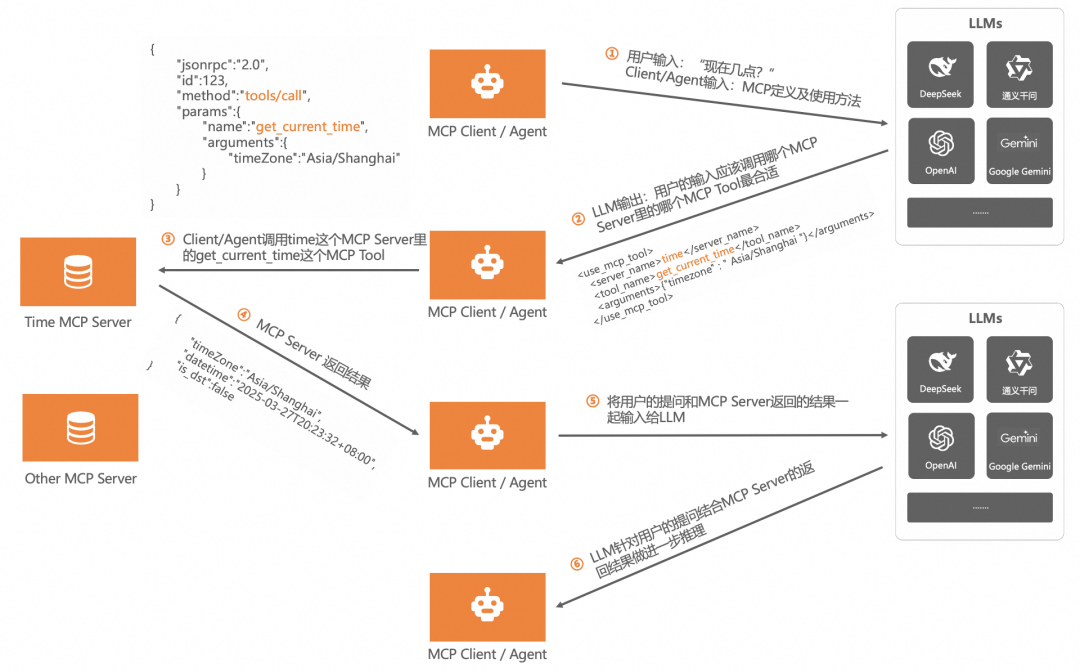 {
"jsonrpc":"2.0",
"id":123,
"method":"tools/call",
"params":{
"name":"get_current_time",
"arguments":{
"timeZone":"Asia/Shanghai"
}
}
}
MCP Client / Agent
① 用户输入：“现在几点？”
Client/Agent输入：MCP定义及使用方法
LLMs
DeepSeek
通义千问
OpenAI
Gemini
Google Gemini
.......
② LLM输出：用户的输入应该调用哪个MCP
Server里的哪个MCP Tool最合适
<use_mcp_tool>
<server_name>time</server_name>
<tool_name>get_current_time</tool_name>
<arguments>{"timezone" : " Asia/Shanghai "}</arguments>
</use_mcp_tool>
③ Client/Agent调用time这个MCP Server里
的get_current_time这个MCP Tool
MCP Client / Agent
Time MCP Server
④ MCP Server 返回结果
{
"timeZone":"Asia/Shanghai",
"datetime":"2025-03-27T20:23:32+08:00",
"is_dst":false
}
Other MCP Server
MCP Client / Agent
⑤ 将用户的提问和MCP Server返回的结果一
起输入给LLM
LLMs
DeepSeek
通义千问
OpenAI
Gemini
Google Gemini
.......
⑥ LLM针对用户的提问结合MCP Server的返
回结果做进一步推理
MCP Client / Agent